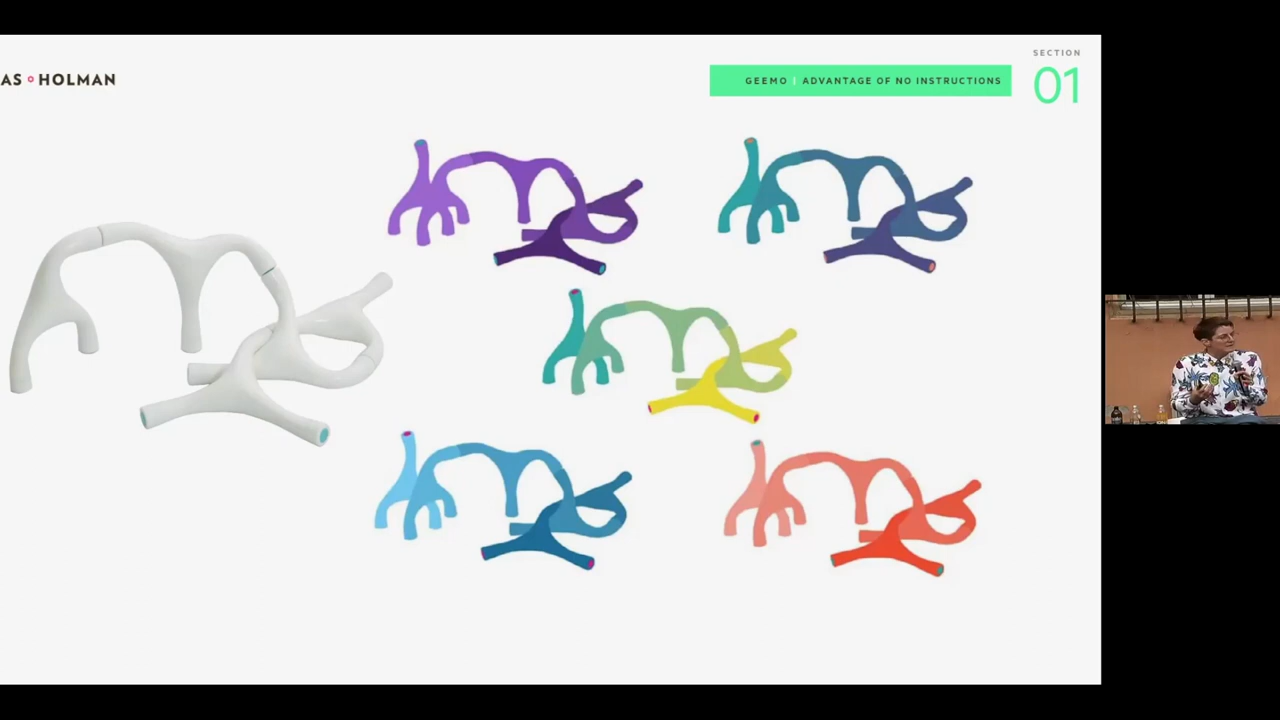 AS HOLMAN
GEEMO | ADVANTAGE OF NO INSTRUCTIONS
SECTION
01